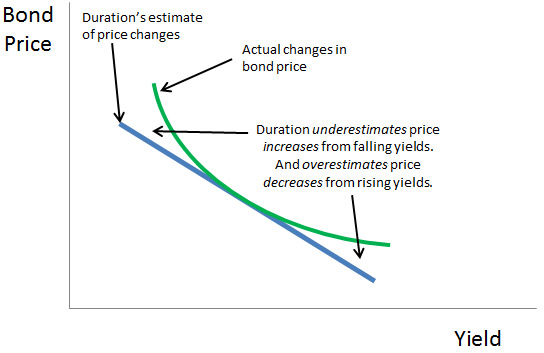 Bond
Price
Duration's estimate
of price changes
Actual changes in
bond price
Duration underestimates price
increases from falling yields.
And overestimates price
decreases from rising yields.
Yield